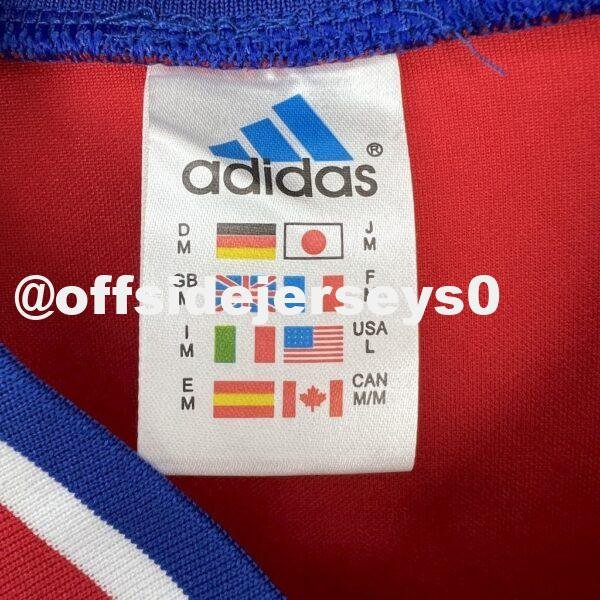 adidas®
D M J M
GB M F M
@offsidejerseys0
I M USA L
E M CAN M/M